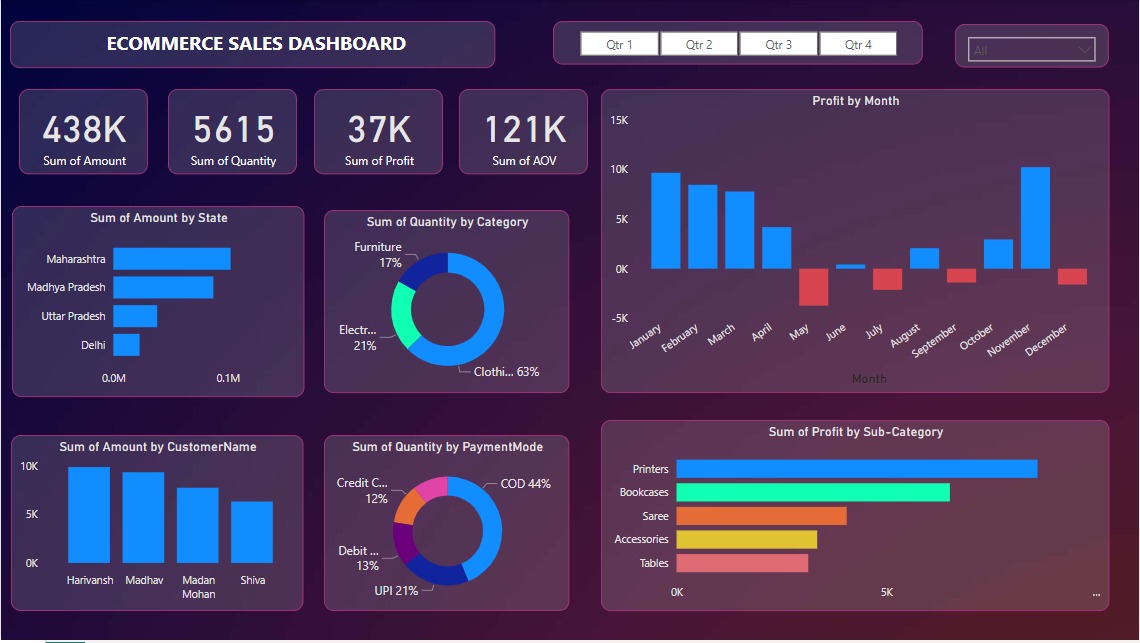 ECOMMERCE SALES DASHBOARD
Qtr 1
Qtr 2
Qtr 3
Qtr 4
All
438K
Sum of Amount
5615
Sum of Quantity
37K
Sum of Profit
121K
Sum of AOV
Profit by Month
15K
10K
5K
0K
-5K
January
February
March
April
May
June
July
August
September
October
November
December
Month
Sum of Amount by State
Maharashtra
Madhya Pradesh
Uttar Pradesh
Delhi
0.0M
0.1M
Sum of Quantity by Category
Furniture
17%
Electr...
21%
Clothi... 63%
Sum of Amount by CustomerName
10K
5K
0K
Harivansh
Madhav
Madan
Mohan
Shiva
Sum of Quantity by PaymentMode
Credit C...
12%
COD 44%
Debit ...
13%
UPI 21%
Sum of Profit by Sub-Category
Printers
Bookcases
Saree
Accessories
Tables
0K
5K
...